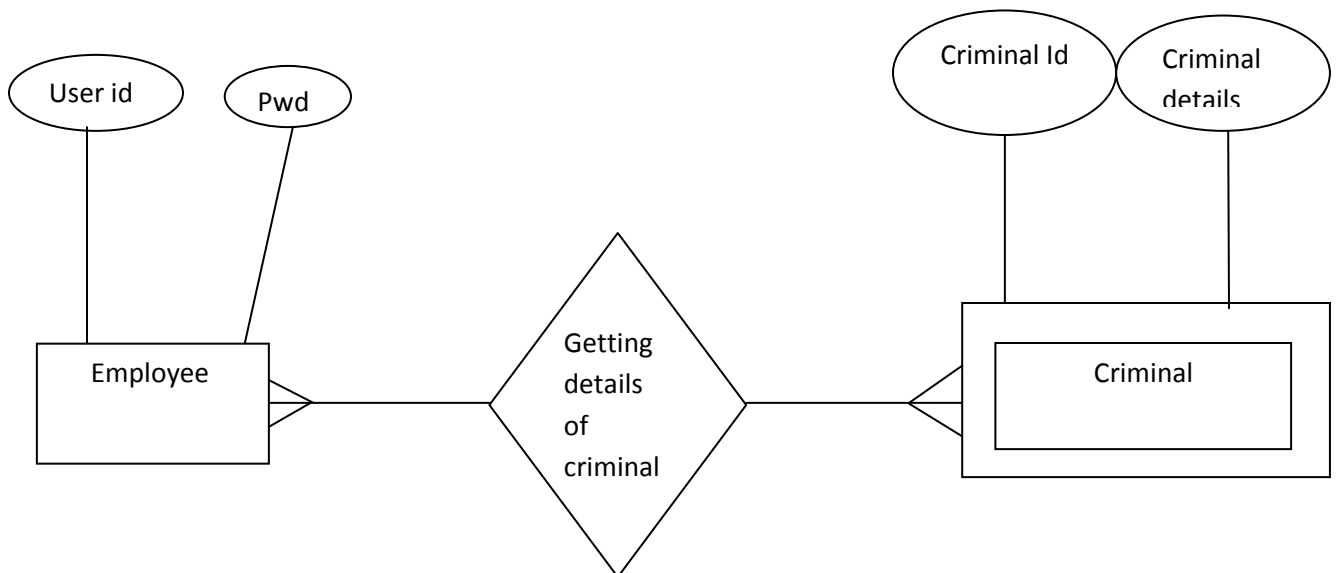 User id
Pwd
Criminal Id
Criminal
details
Employee
Getting
details
of
criminal
Criminal